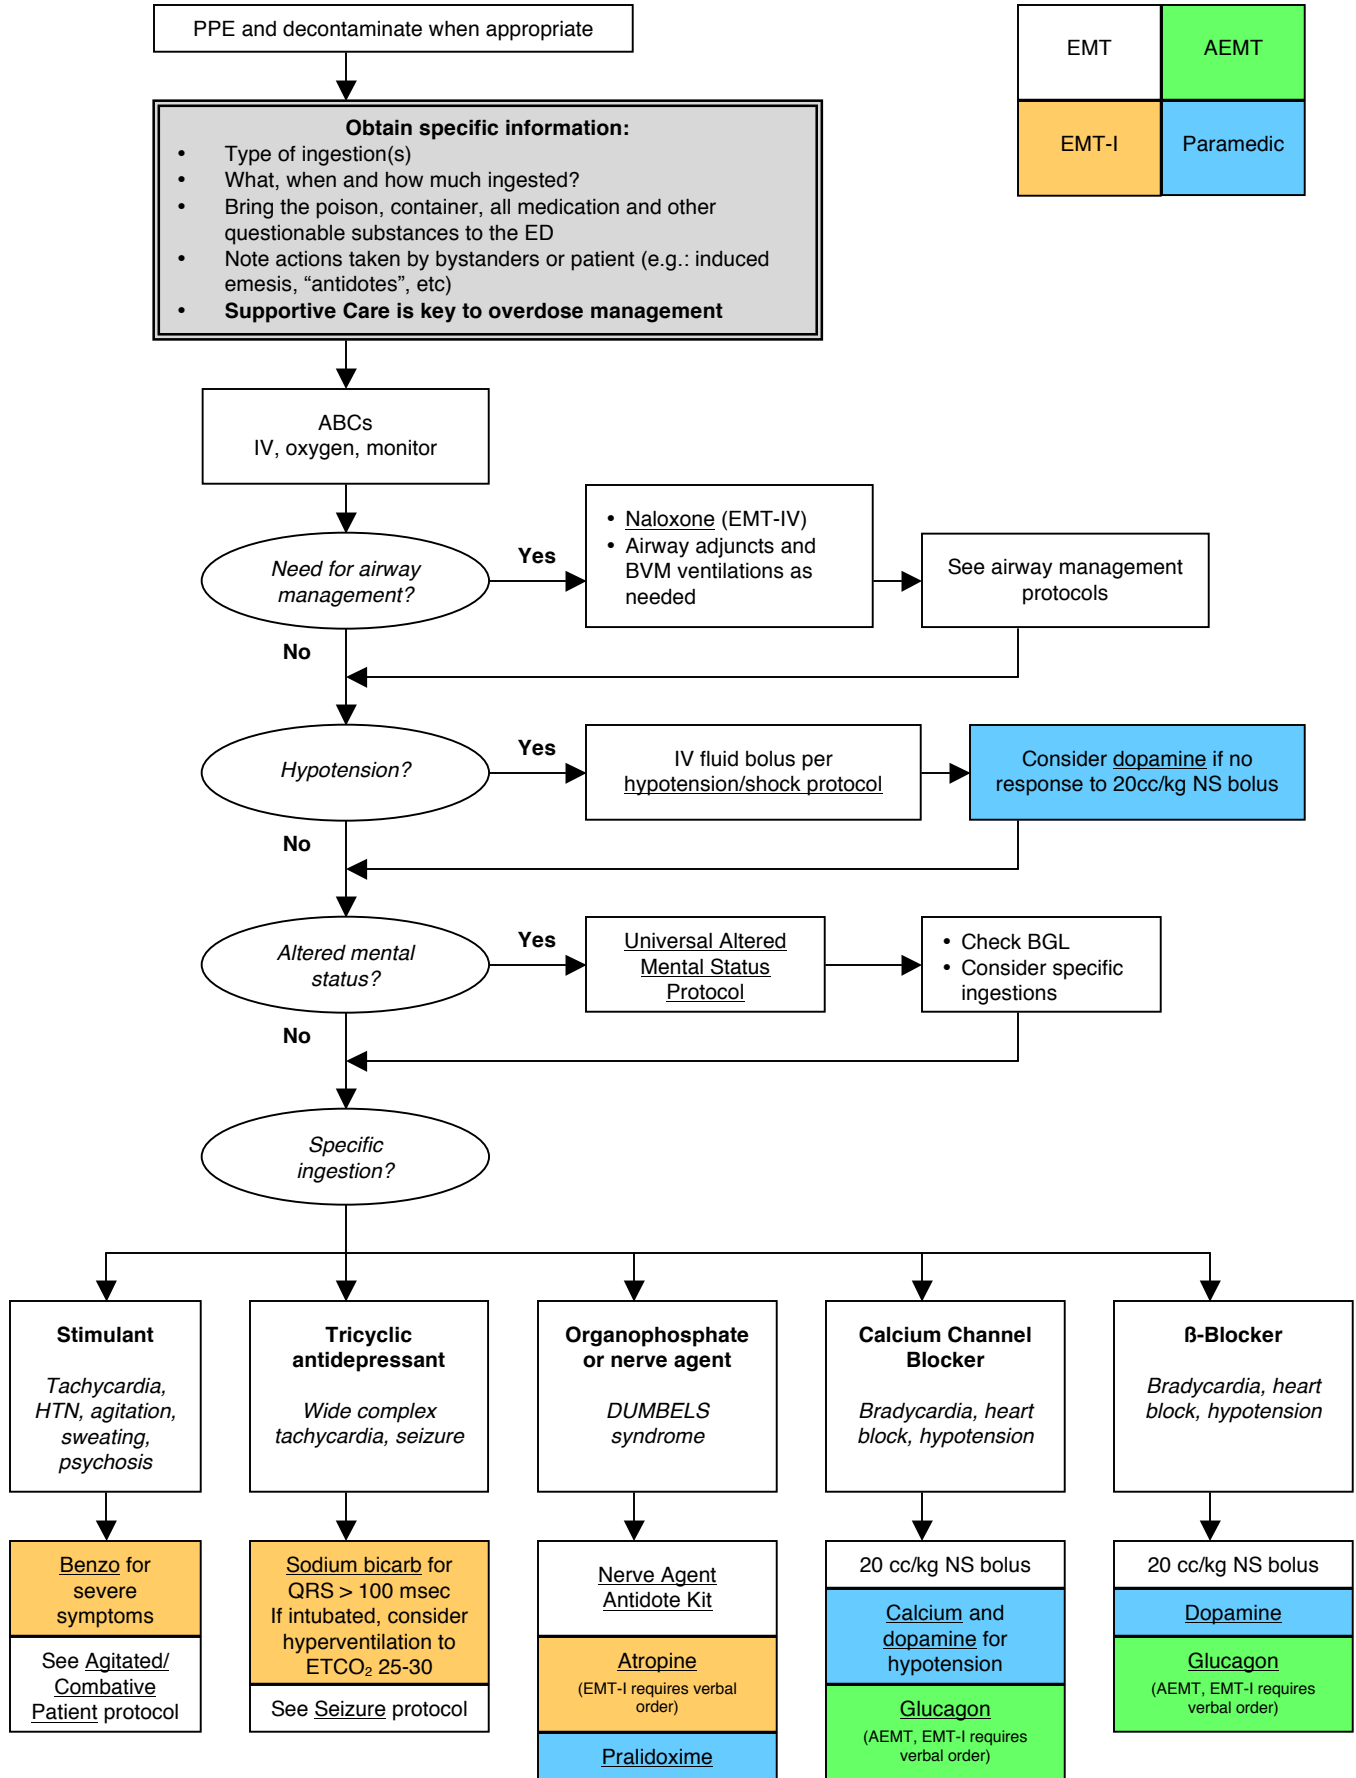 PPE and decontaminate when appropriate
EMT
AEMT
EMT-I
Paramedic
Obtain specific information:
• Type of ingestion(s)
• What, when and how much ingested?
• Bring the poison, container, all medication and other
questionable substances to the ED
• Note actions taken by bystanders or patient (e.g.: induced
emesis, “antidotes”, etc)
• Supportive Care is key to overdose management
ABCs
IV, oxygen, monitor
Need for airway
management?
Yes
• Naloxone (EMT-IV)
• Airway adjuncts and
BVM ventilations as
needed
See airway management
protocols
No
Hypotension?
Yes
IV fluid bolus per
hypotension/shock protocol
Consider dopamine if no
response to 20cc/kg NS bolus
No
Altered mental
status?
Yes
Universal Altered
Mental Status
Protocol
• Check BGL
• Consider specific
ingestions
No
Specific
ingestion?
Stimulant
Tachycardia,
HTN, agitation,
sweating,
psychosis
Benzo for
severe
symptoms
See Agitated/
Combative
Patient protocol
Tricyclic
antidepressant
Wide complex
tachycardia, seizure
Sodium bicarb for
QRS > 100 msec
If intubated, consider
hyperventilation to
ETCO₂ 25-30
See Seizure protocol
Organophosphate
or nerve agent
DUMBELS
syndrome
Nerve Agent
Antidote Kit
Atropine
(EMT-I requires verbal
order)
Pralidoxime
Calcium Channel
Blocker
Bradycardia, heart
block, hypotension
20 cc/kg NS bolus
Calcium and
dopamine for
hypotension
Glucagon
(AEMT, EMT-I requires
verbal order)
ß-Blocker
Bradycardia, heart
block, hypotension
20 cc/kg NS bolus
Dopamine
Glucagon
(AEMT, EMT-I requires
verbal order)